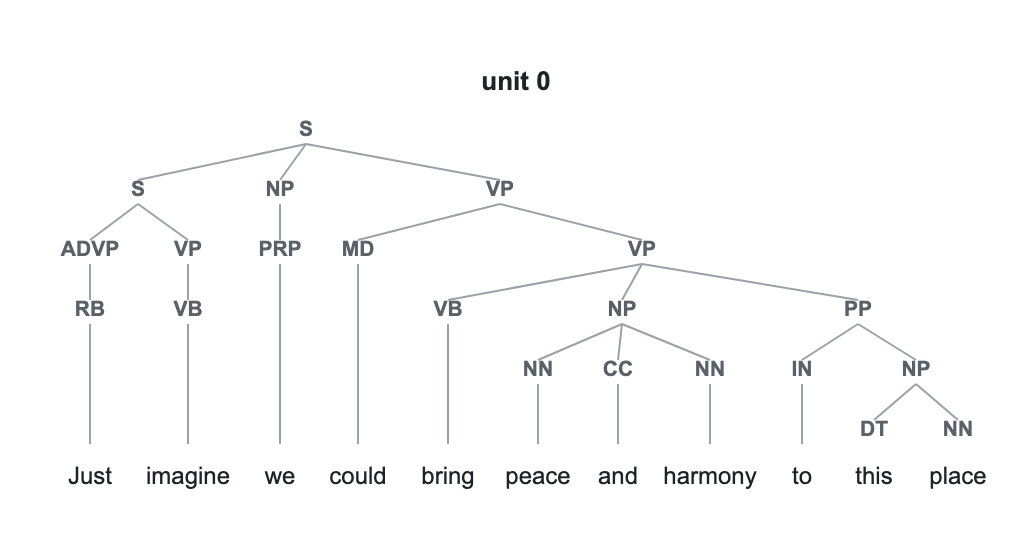 unit 0
S
S NP VP
ADVP VP PRP MD VP
RB VB VB NP PP
NN CC NN IN NP
DT NN
Just imagine we could bring peace and harmony to this place